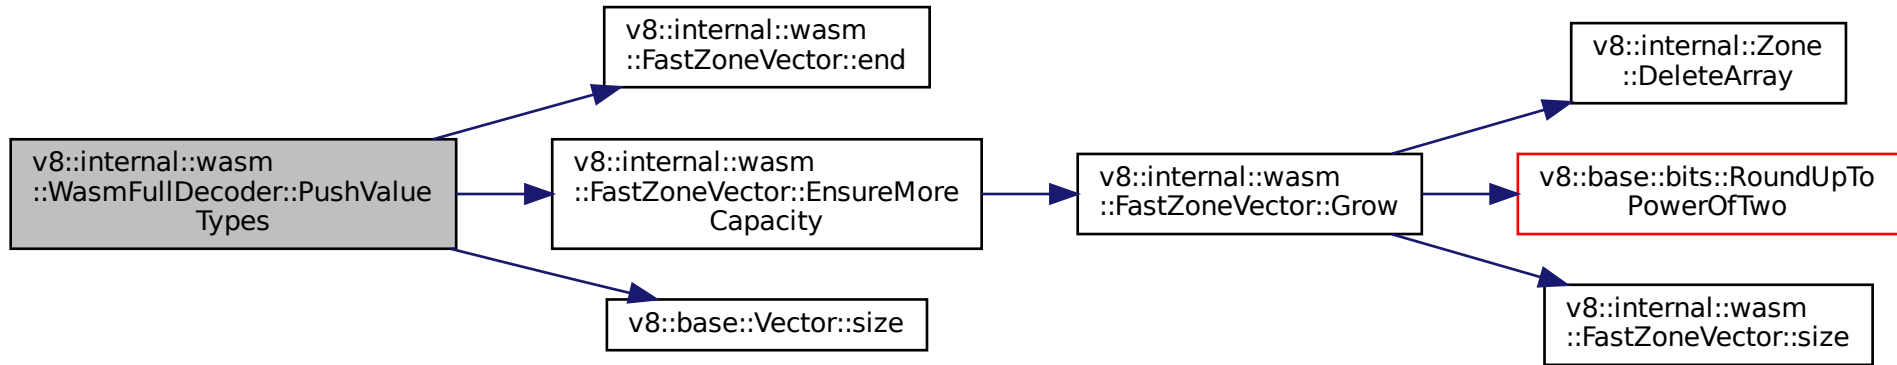 v8::internal::wasm
::WasmFullDecoder::PushValue
Types
v8::internal::wasm
::FastZoneVector::end
v8::internal::wasm
::FastZoneVector::EnsureMore
Capacity
v8::base::Vector::size
v8::internal::wasm
::FastZoneVector::Grow
v8::internal::Zone
::DeleteArray
v8::base::bits::RoundUpTo
PowerOfTwo
v8::internal::wasm
::FastZoneVector::size